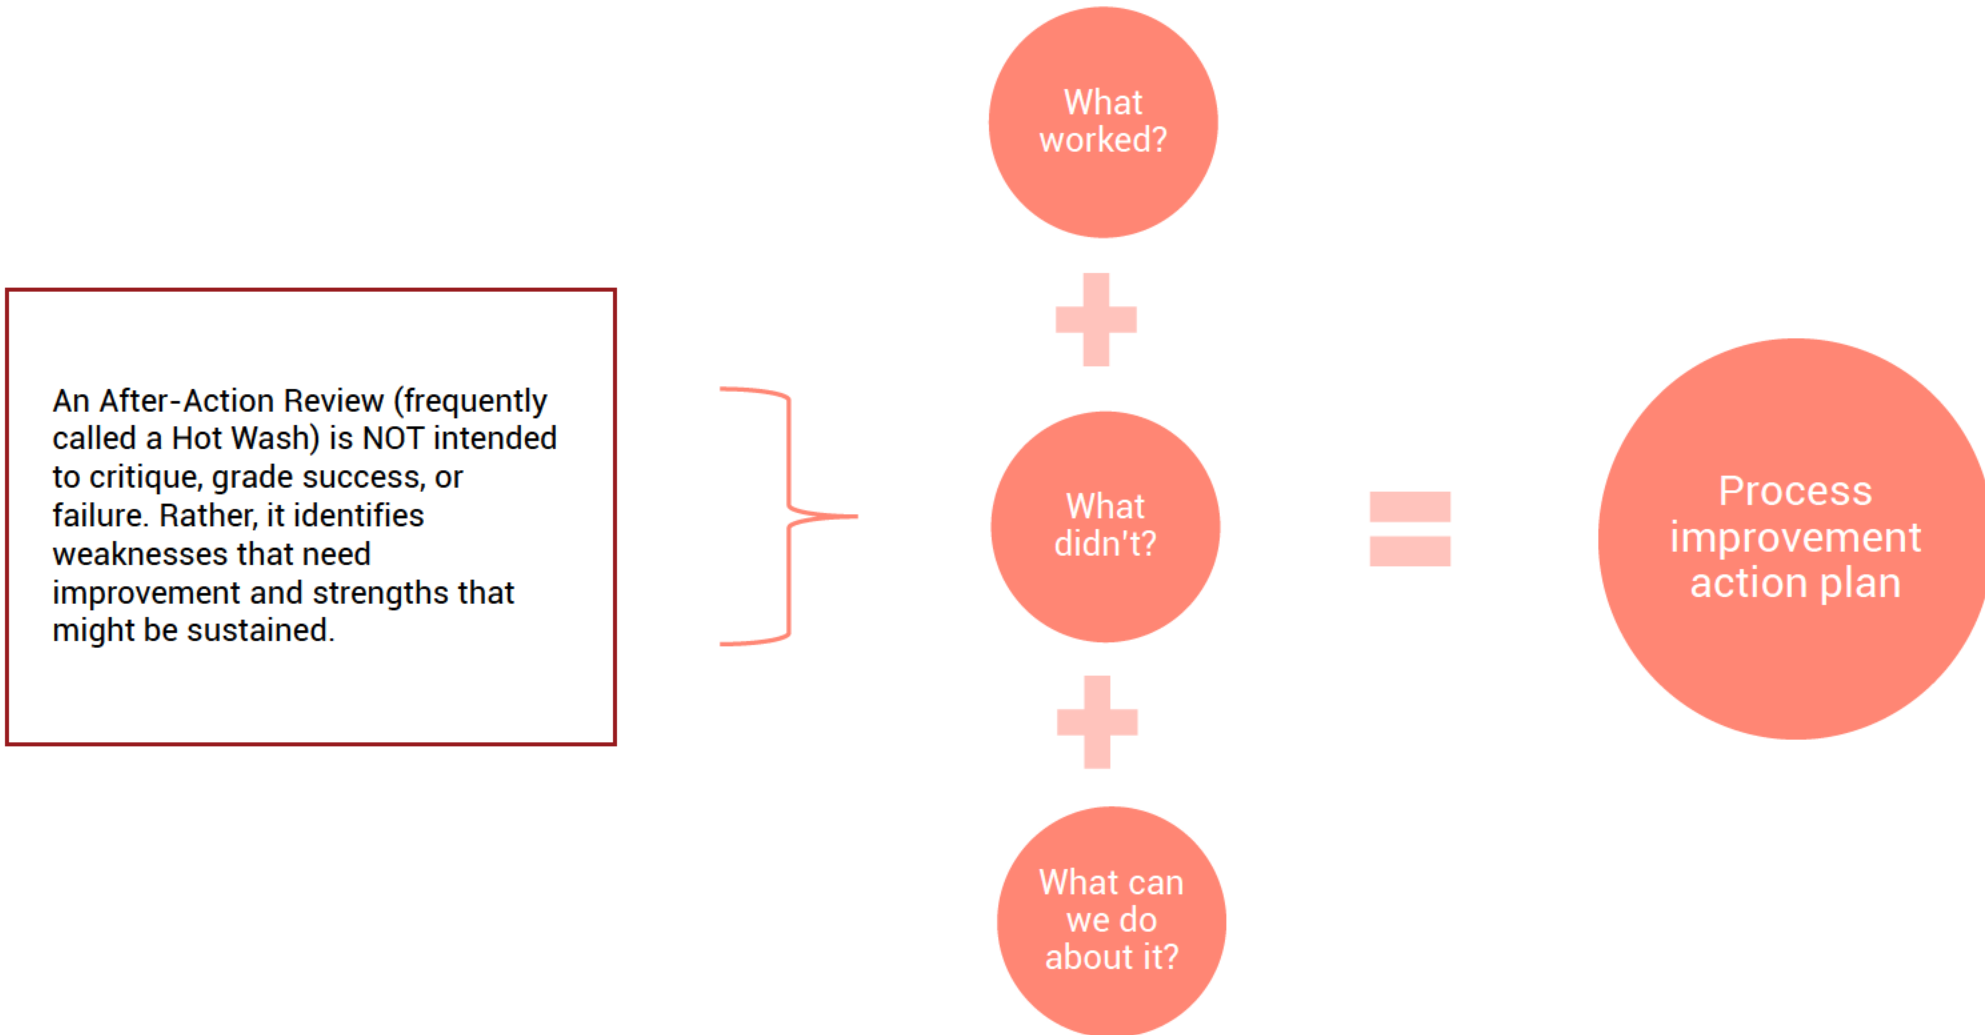 An After-Action Review (frequently
called a Hot Wash) is NOT intended
to critique, grade success, or
failure. Rather, it identifies
weaknesses that need
improvement and strengths that
might be sustained.
What
worked?
What
didn't?
What can
we do
about it?
Process
improvement
action plan